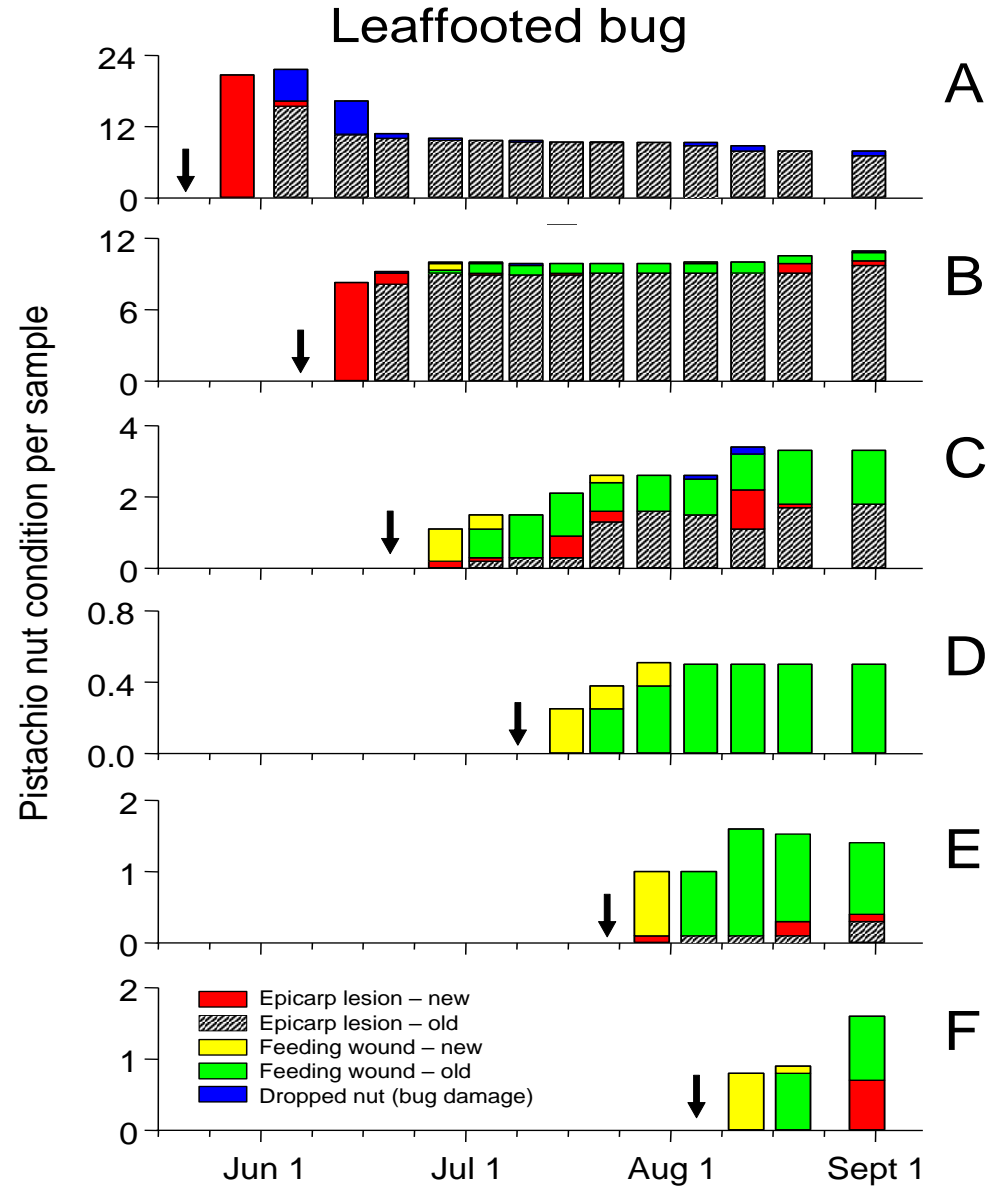 Leaffooted bug
Pistachio nut condition per sample
24
12
0
A
12
6
0
B
4
2
0
C
0.8
0.4
0.0
D
2
1
0
E
2
1
0
F
Epicarp lesion – new
Epicarp lesion – old
Feeding wound – new
Feeding wound – old
Dropped nut (bug damage)
Jun 1 Jul 1 Aug 1 Sept 1